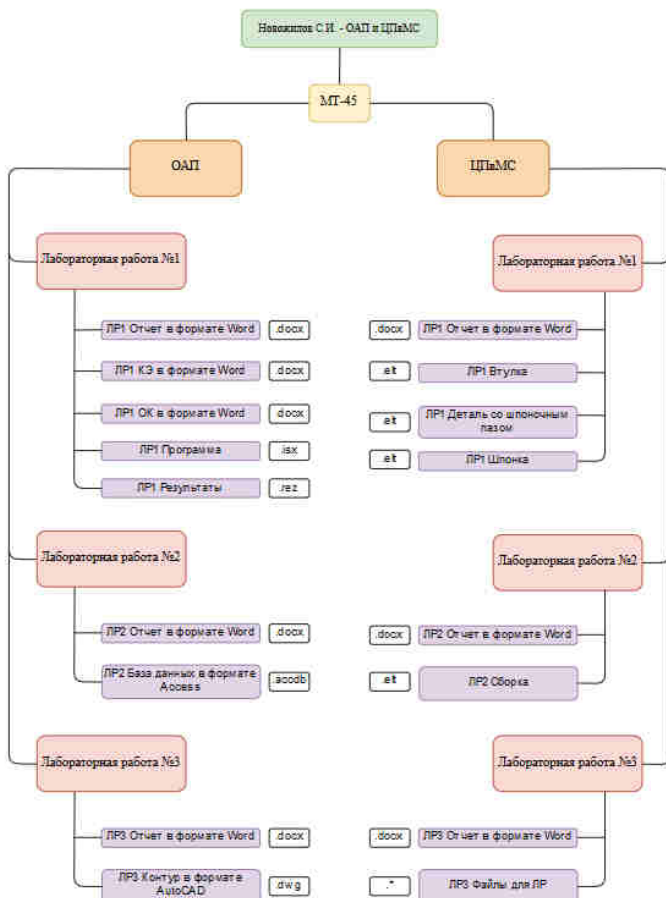 Новожилов С.И. - ОАП и ЦПвМС
МТ-45
ОАП
ЦПвМС
Лабораторная работа №1
ЛР1 Отчет в формате Word
.docx
ЛР1 КЭ в формате Word
.docx
ЛР1 ОК в формате Word
.docx
ЛР1 Программа
.isx
ЛР1 Результаты
.rez
Лабораторная работа №2
ЛР2 Отчет в формате Word
.docx
ЛР2 База данных в формате
Access
.accdb
Лабораторная работа №3
ЛР3 Отчет в формате Word
.docx
ЛР3 Контур в формате
AutoCAD
.dwg
Лабораторная работа №1
.docx
ЛР1 Отчет в формате Word
.elt
ЛР1 Втулка
.elt
ЛР1 Деталь со шпоночным
пазом
.elt
ЛР1 Шпонка
Лабораторная работа №2
.docx
ЛР2 Отчет в формате Word
.elt
ЛР2 Сборка
Лабораторная работа №3
.docx
ЛР3 Отчет в формате Word
.*
ЛР3 Файлы для ЛР